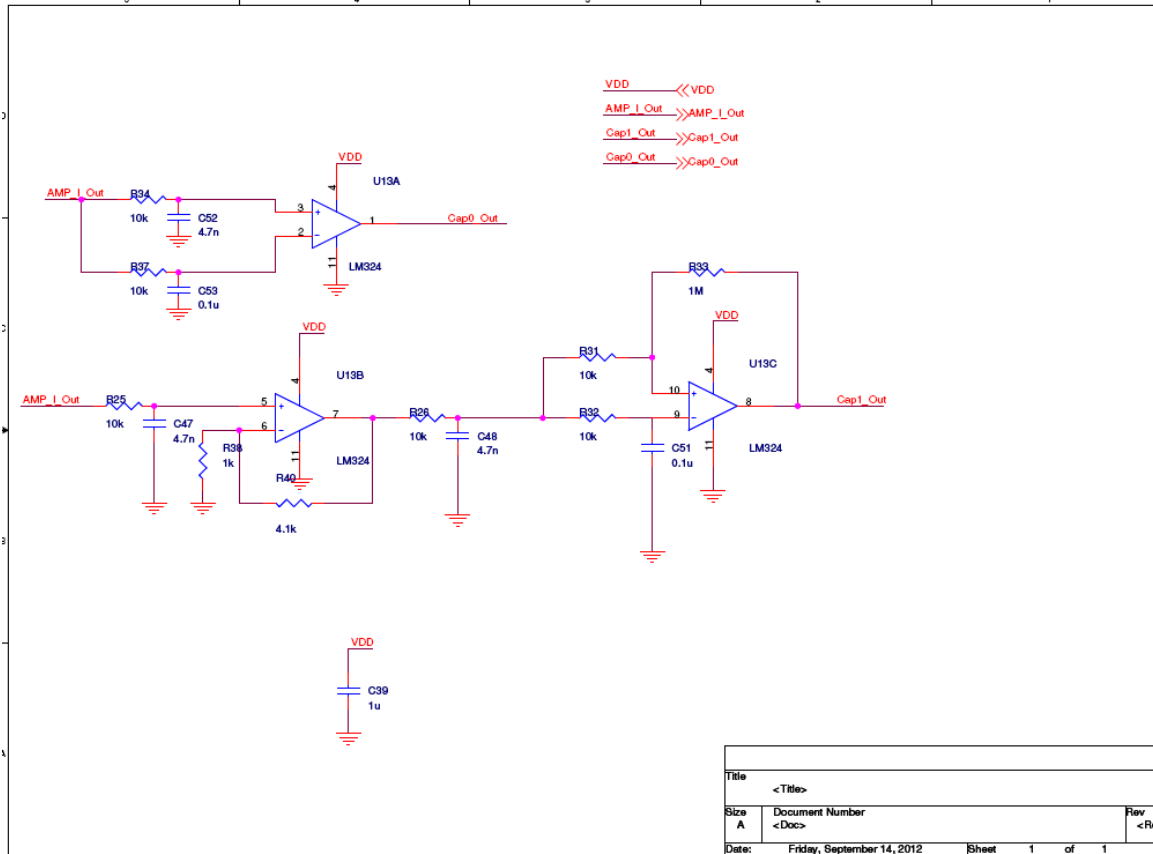 VDD
VDD
AMP_I_Out
AMP_I_Out
Cap1_Out
Cap1_Out
Cap0_Out
Cap0_Out
VDD
U13A
AMP_I_Out
R34
10k
C52
4.7n
4
3
+
2
-
1
11
Cap0_Out
LM324
R37
10k
C53
0.1u
R33
1M
VDD
U13B
AMP_I_Out
R25
10k
C47
4.7n
4
5
+
6
-
7
11
LM324
R38
1k
R40
4.1k
R26
10k
C48
4.7n
R31
10k
R32
10k
VDD
U13C
4
10
+
9
-
8
11
Cap1_Out
LM324
C51
0.1u
VDD
C39
1u
Title
<Title>
Size
A
Document Number
<Doc>
Rev
Date:
Friday, September 14, 2012
Sheet
1
of
1